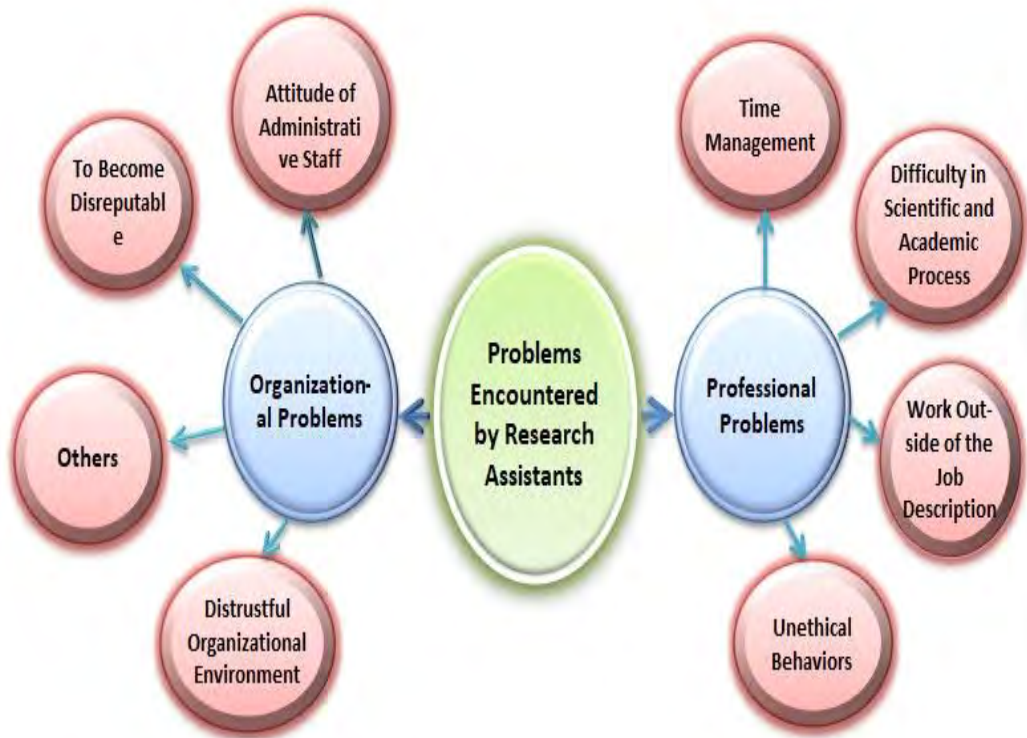 Attitude of
Administrati
ve Staff
To Become
Disreputabl
e
Organization-
al Problems
Others
Distrustful
Organizational
Environment
Problems
Encountered
by Research
Assistants
Time
Management
Difficulty in
Scientific and
Academic
Process
Professional
Problems
Work Out-
side of the
Job
Description
Unethical
Behaviors